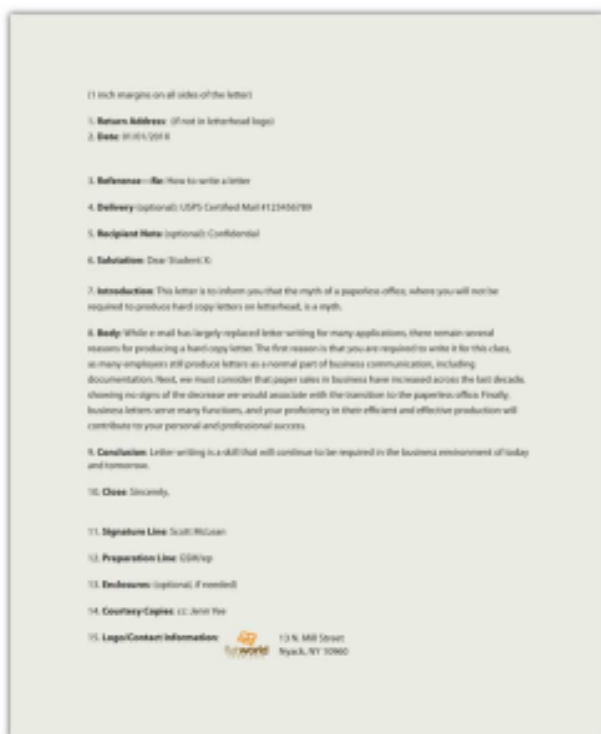 (1 inch margins on all sides of the letter)
1. Return Address: (if not in letterhead logo)
2. Date: 01/01/2010
3. Reference—Re: How to write a letter
4. Delivery (optional): USPS Certified Mail #123456789
5. Recipient Note (optional): Confidential
6. Salutation: Dear Student X:
7. Introduction: This letter is to inform you that the myth of a paperless office, where you will not be
required to produce hard copy letters on letterhead, is a myth.
8. Body: While e-mail has largely replaced letter writing for many applications, there remain several
reasons for producing a hard copy letter. The first reason is that you are required to write it for this class,
as many employers still produce letters as a normal part of business communication, including
documentation. Next, we must consider that paper sales in business have increased across the last decade,
showing no signs of the decrease we would associate with the transition to the paperless office. Finally,
business letters serve many functions, and your proficiency in their efficient and effective production will
contribute to your personal and professional success.
9. Conclusion: Letter writing is a skill that will continue to be required in the business environment of today
and tomorrow.
10. Close: Sincerely,
11. Signature Line: Scott McLean
12. Preparation Line: GSM/ep
13. Enclosures: (optional, if needed)
14. Courtesy Copies: cc: Jenn Yee
15. Logo/Contact Information:
13 N. Mill Street
world
Nyack, NY 10960